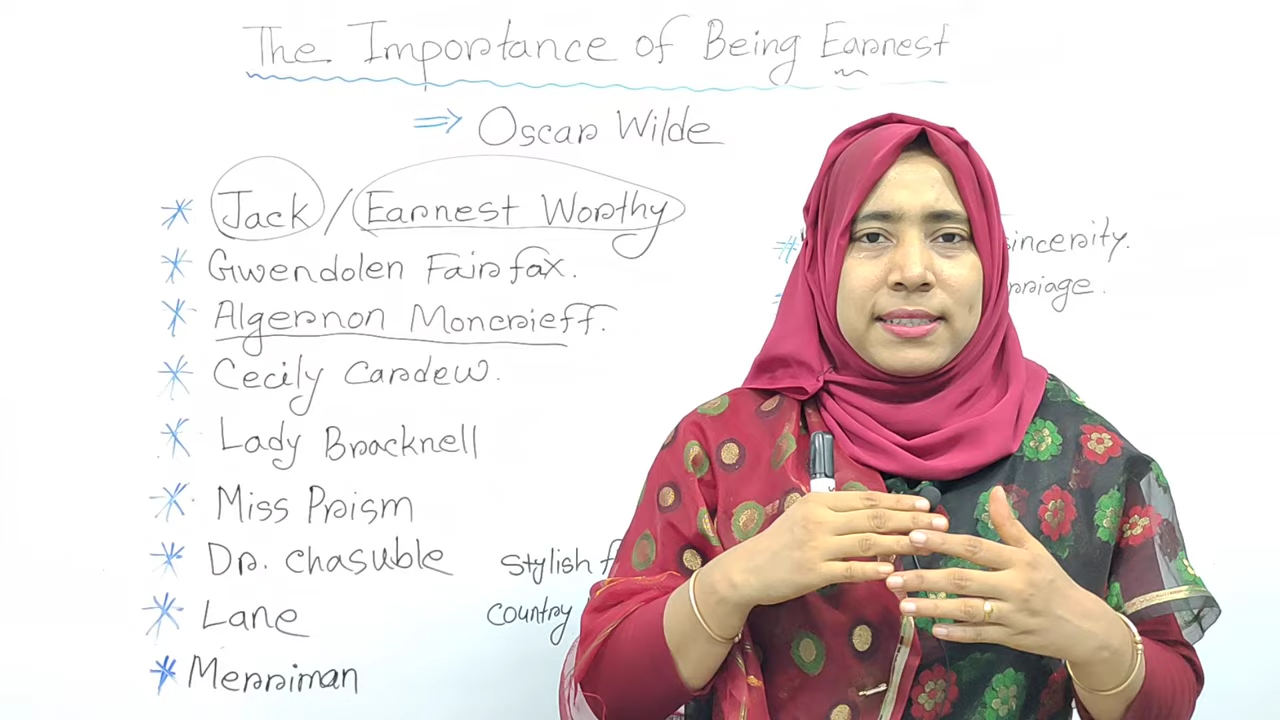 The Importance of Being Earnest
⇒ Oscar Wilde
* Jack / Earnest Worthy
* Gwendolen Fairfax.
* Algernon Moncrieff.
* Cecily Cardew.
* Lady Bracknell
* Miss Prism
* Dr. Chasuble
* Lane
* Merriman
sincerity.
Stylish
Country